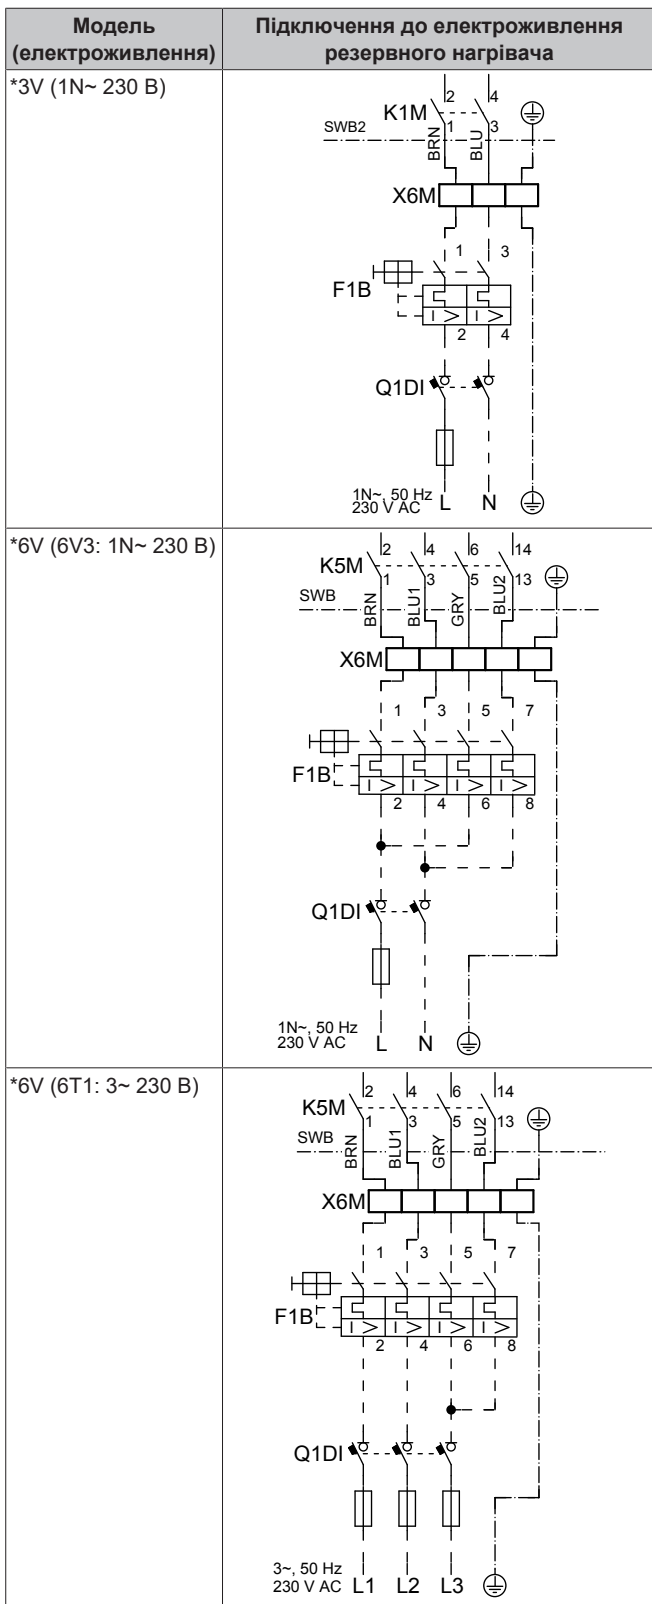 Модель (електроживлення)
Підключення до електроживлення резервного нагрівача
*3V (1N~ 230 В)
2 4
K1M
1 3
SWB2
BRN BLU
X6M
1 3
F1B
I > I >
2 4
Q1DI
1N~, 50 Hz
230 V AC
L N
*6V (6V3: 1N~ 230 В)
2 4 6 14
K5M
1 3 5 13
SWB
BRN BLU1 GRY BLU2
X6M
1 3 5 7
F1B
I > I > I > I >
2 4 6 8
Q1DI
1N~, 50 Hz
230 V AC
L N
*6V (6T1: 3~ 230 В)
2 4 6 14
K5M
1 3 5 13
SWB
BRN BLU1 GRY BLU2
X6M
1 3 5 7
F1B
I > I > I > I >
2 4 6 8
Q1DI
3~, 50 Hz
230 V AC
L1 L2 L3